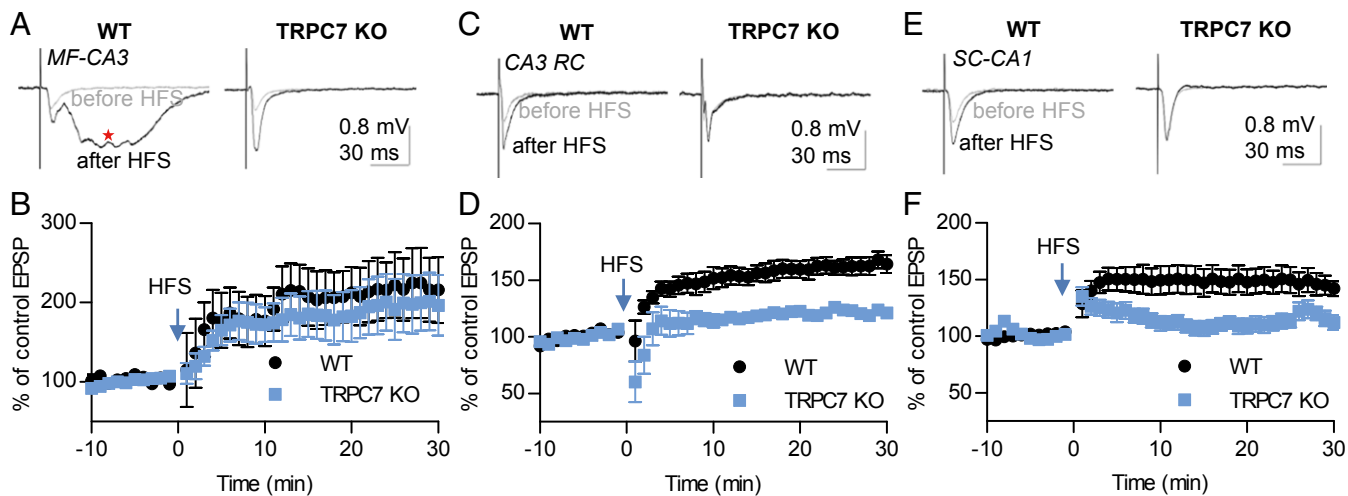 A
WT
TRPC7 KO
MF-CA3
before HFS
after HFS
0.8 mV
30 ms
C
WT
TRPC7 KO
CA3 RC
before HFS
after HFS
0.8 mV
30 ms
E
WT
TRPC7 KO
SC-CA1
before HFS
after HFS
0.8 mV
30 ms
B
% of control EPSP
300
200
100
HFS
WT
TRPC7 KO
-10 0 10 20 30
Time (min)
D
% of control EPSP
200
150
100
50
HFS
WT
TRPC7 KO
-10 0 10 20 30
Time (min)
F
% of control EPSP
200
150
100
50
HFS
WT
TRPC7 KO
-10 0 10 20 30
Time (min)